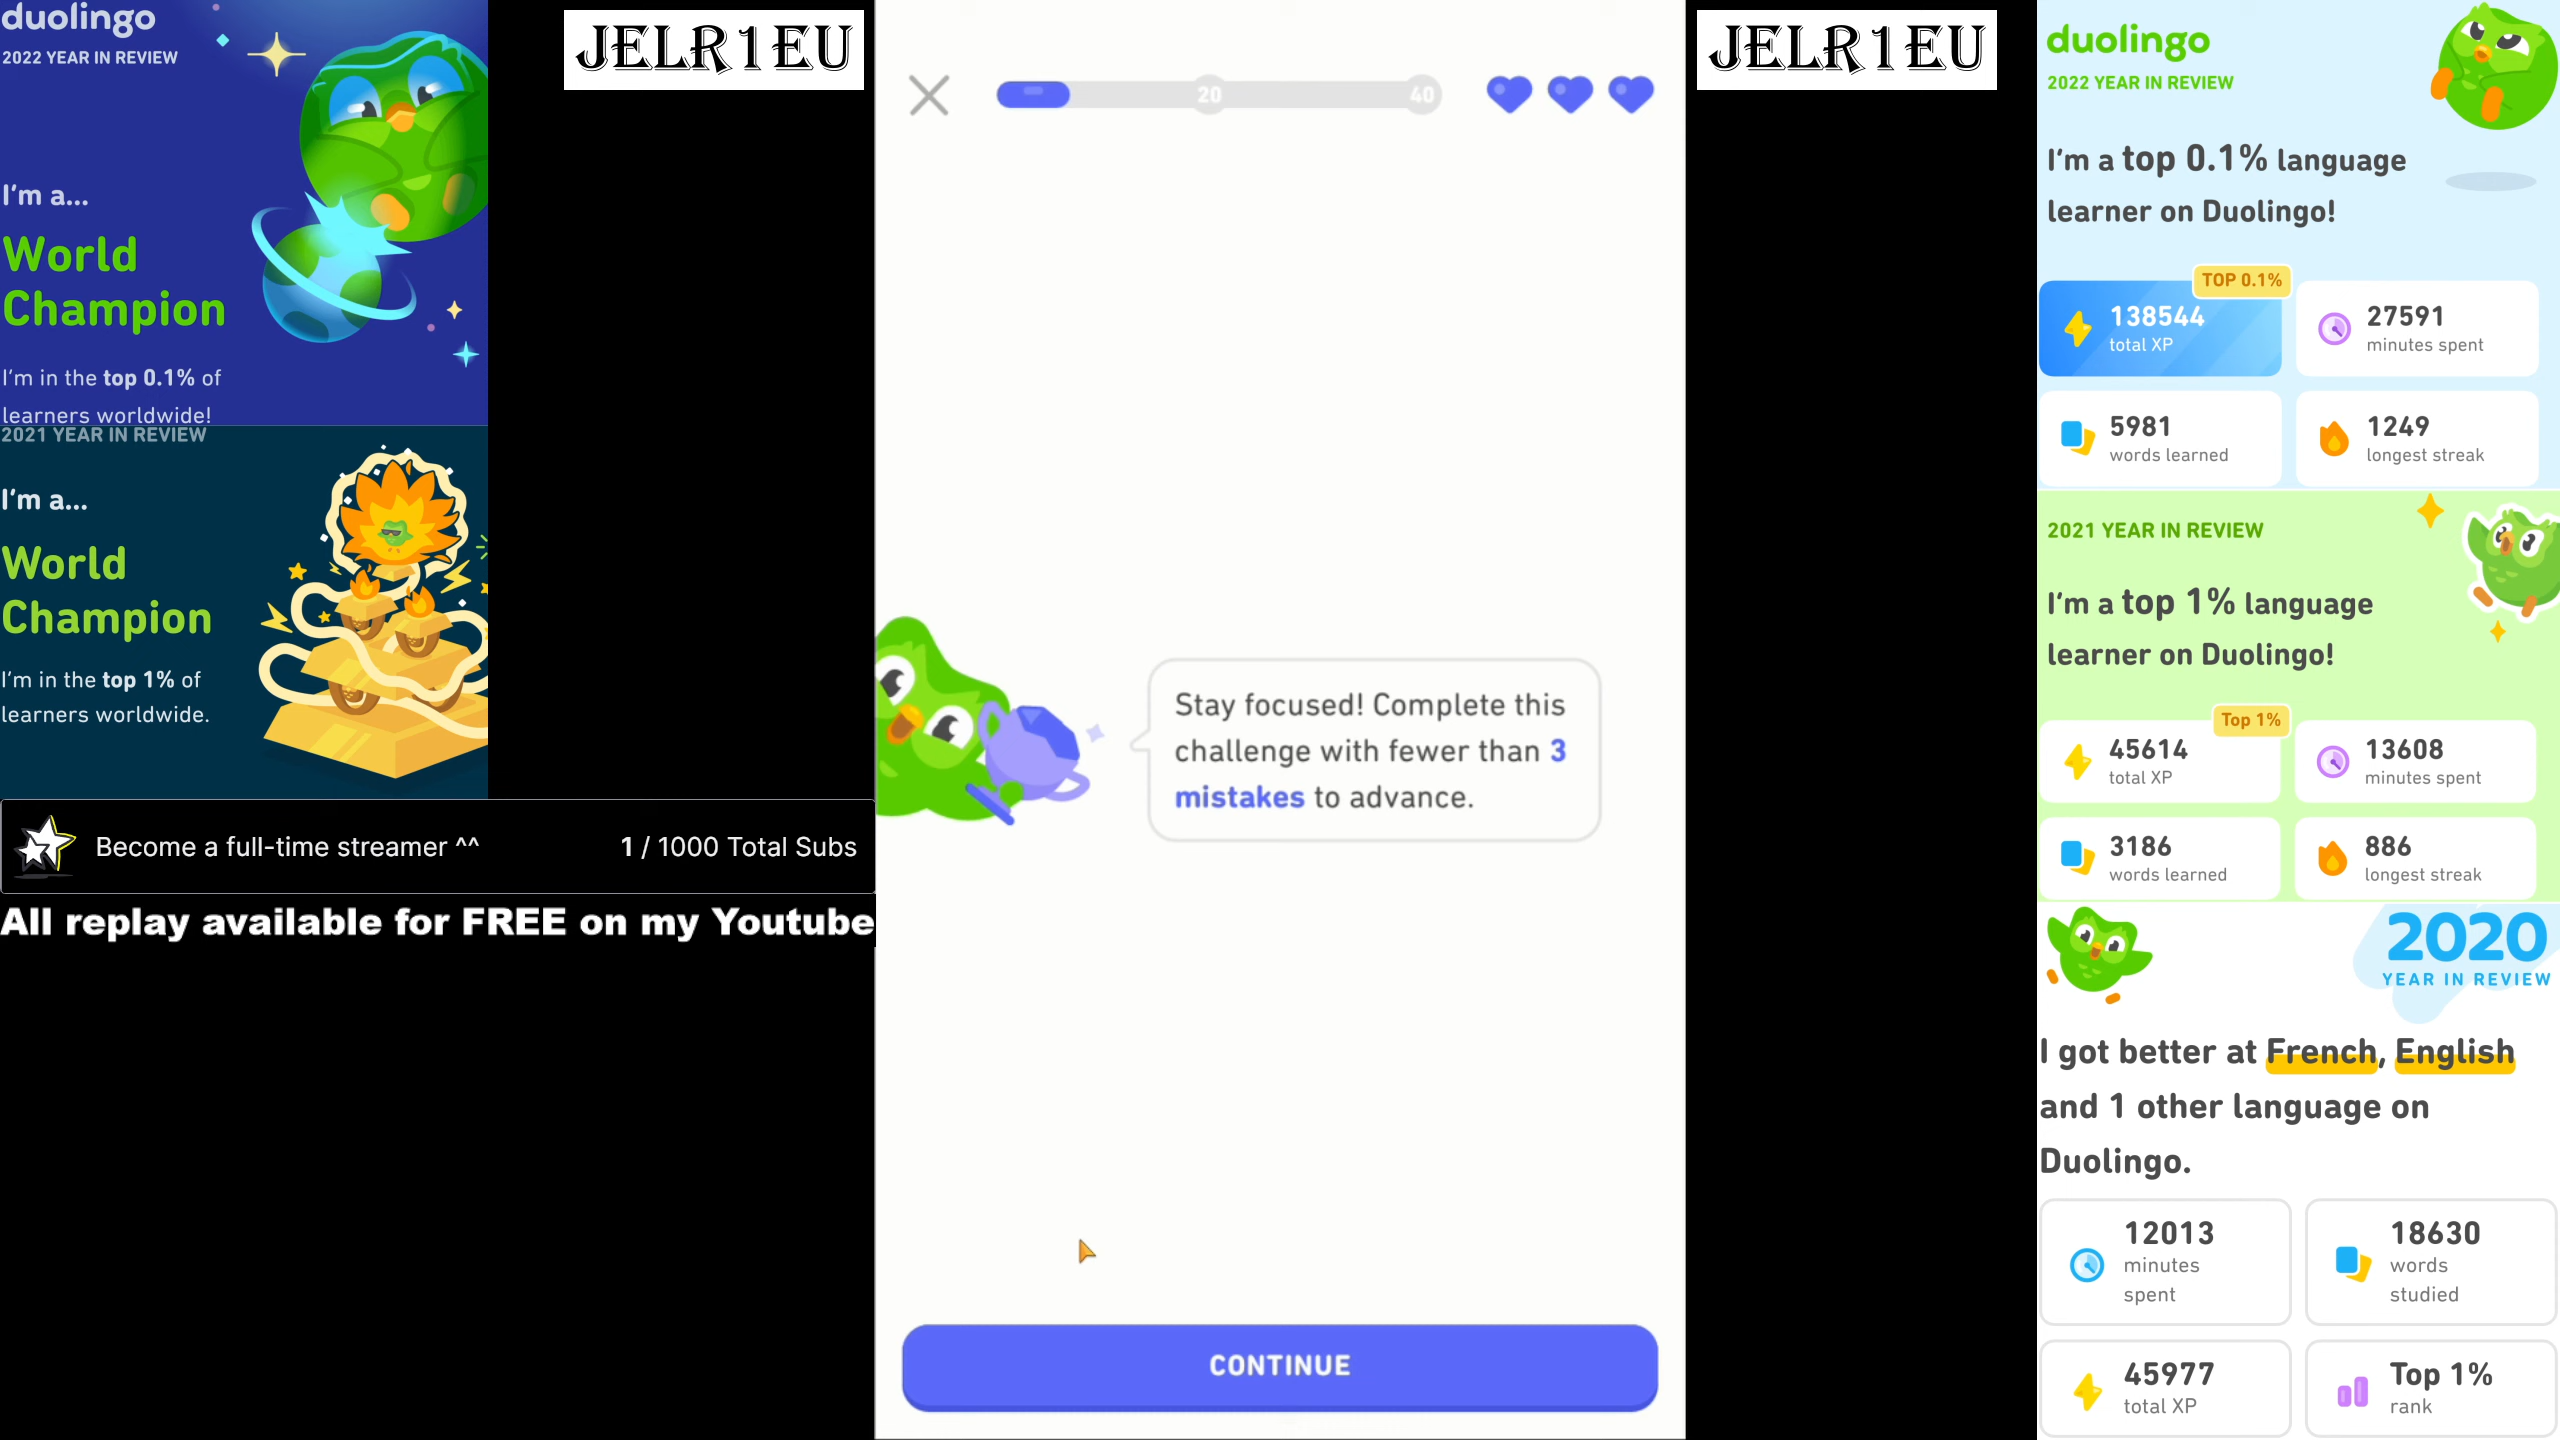 duolingo
2022 YEAR IN REVIEW
I'm a...
World
Champion
I'm in the top 0.1% of
learners worldwide!
2021 YEAR IN REVIEW
I'm a...
World
Champion
I'm in the top 1% of
learners worldwide.
Become a full-time streamer ^^ 1 / 1000 Total Subs
All replay available for FREE on my Youtube
JELR1EU
20 40
Stay focused! Complete this
challenge with fewer than 3
mistakes to advance.
CONTINUE
JELR1EU
duolingo
2022 YEAR IN REVIEW
I'm a top 0.1% language
learner on Duolingo!
TOP 0.1%
138544
total XP
27591
minutes spent
5981
words learned
1249
longest streak
2021 YEAR IN REVIEW
I'm a top 1% language
learner on Duolingo!
Top 1%
45614
total XP
13608
minutes spent
3186
words learned
886
longest streak
2020
YEAR IN REVIEW
I got better at French, English
and 1 other language on
Duolingo.
12013
minutes
spent
18630
words
studied
45977
total XP
Top 1%
rank